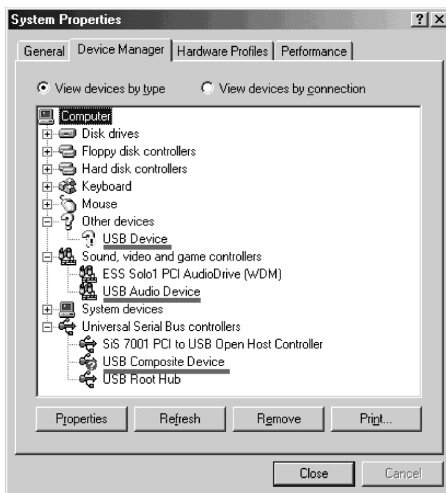 System Properties
General Device Manager Hardware Profiles Performance
View devices by type View devices by connection
Computer
Disk drives
Floppy disk controllers
Hard disk controllers
Keyboard
Mouse
Other devices
USB Device
Sound, video and game controllers
ESS Solo1 PCI AudioDrive (WDM)
USB Audio Device
System devices
Universal Serial Bus controllers
SiS 7001 PCI to USB Open Host Controller
USB Composite Device
USB Root Hub
Properties Refresh Remove Print...
Close Cancel